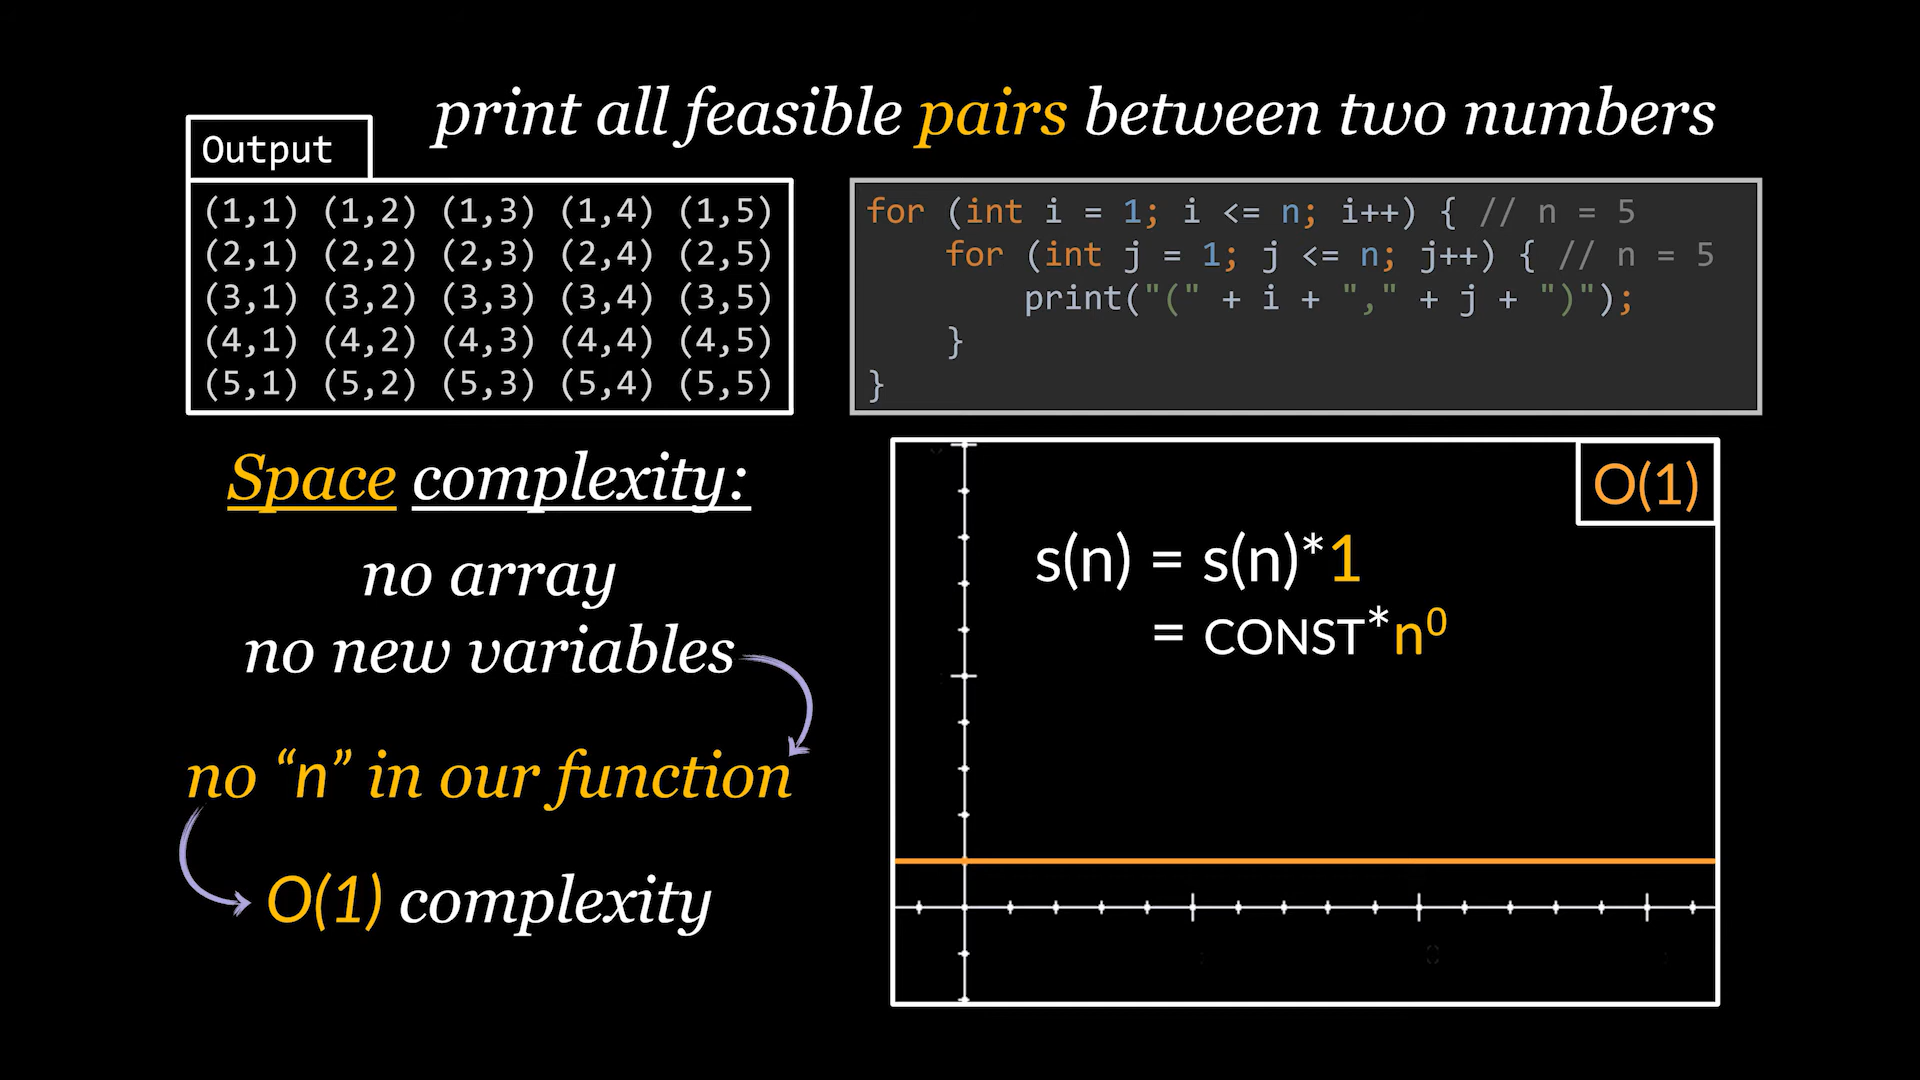 print all feasible pairs between two numbers
Output
(1,1) (1,2) (1,3) (1,4) (1,5)
(2,1) (2,2) (2,3) (2,4) (2,5)
(3,1) (3,2) (3,3) (3,4) (3,5)
(4,1) (4,2) (4,3) (4,4) (4,5)
(5,1) (5,2) (5,3) (5,4) (5,5)
for (int i = 1; i <= n; i++) { // n = 5
for (int j = 1; j <= n; j++) { // n = 5
print("(" + i + "," + j + ")");
}
}
Space complexity:
no array
no new variables
no “n” in our function
O(1) complexity
O(1)
s(n) = s(n)*1
= CONST*n⁰